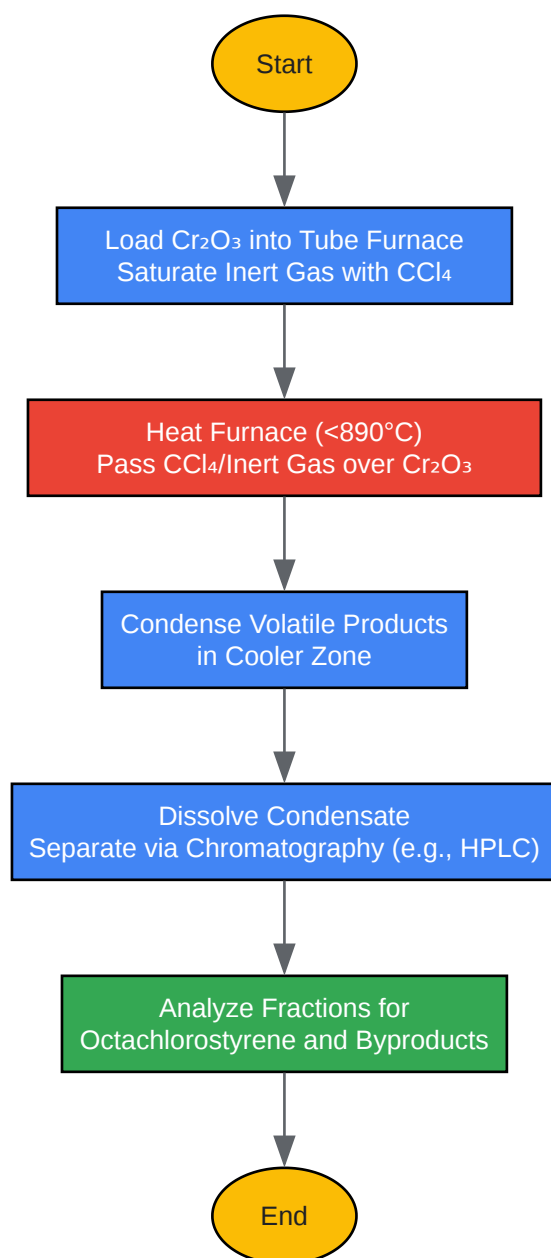 Start
Load Cr₂O₃ into Tube Furnace
Saturate Inert Gas with CCl₄
Heat Furnace (<890°C)
Pass CCl₄/Inert Gas over Cr₂O₃
Condense Volatile Products
in Cooler Zone
Dissolve Condensate
Separate via Chromatography (e.g., HPLC)
Analyze Fractions for
Octachlorostyrene and Byproducts
End